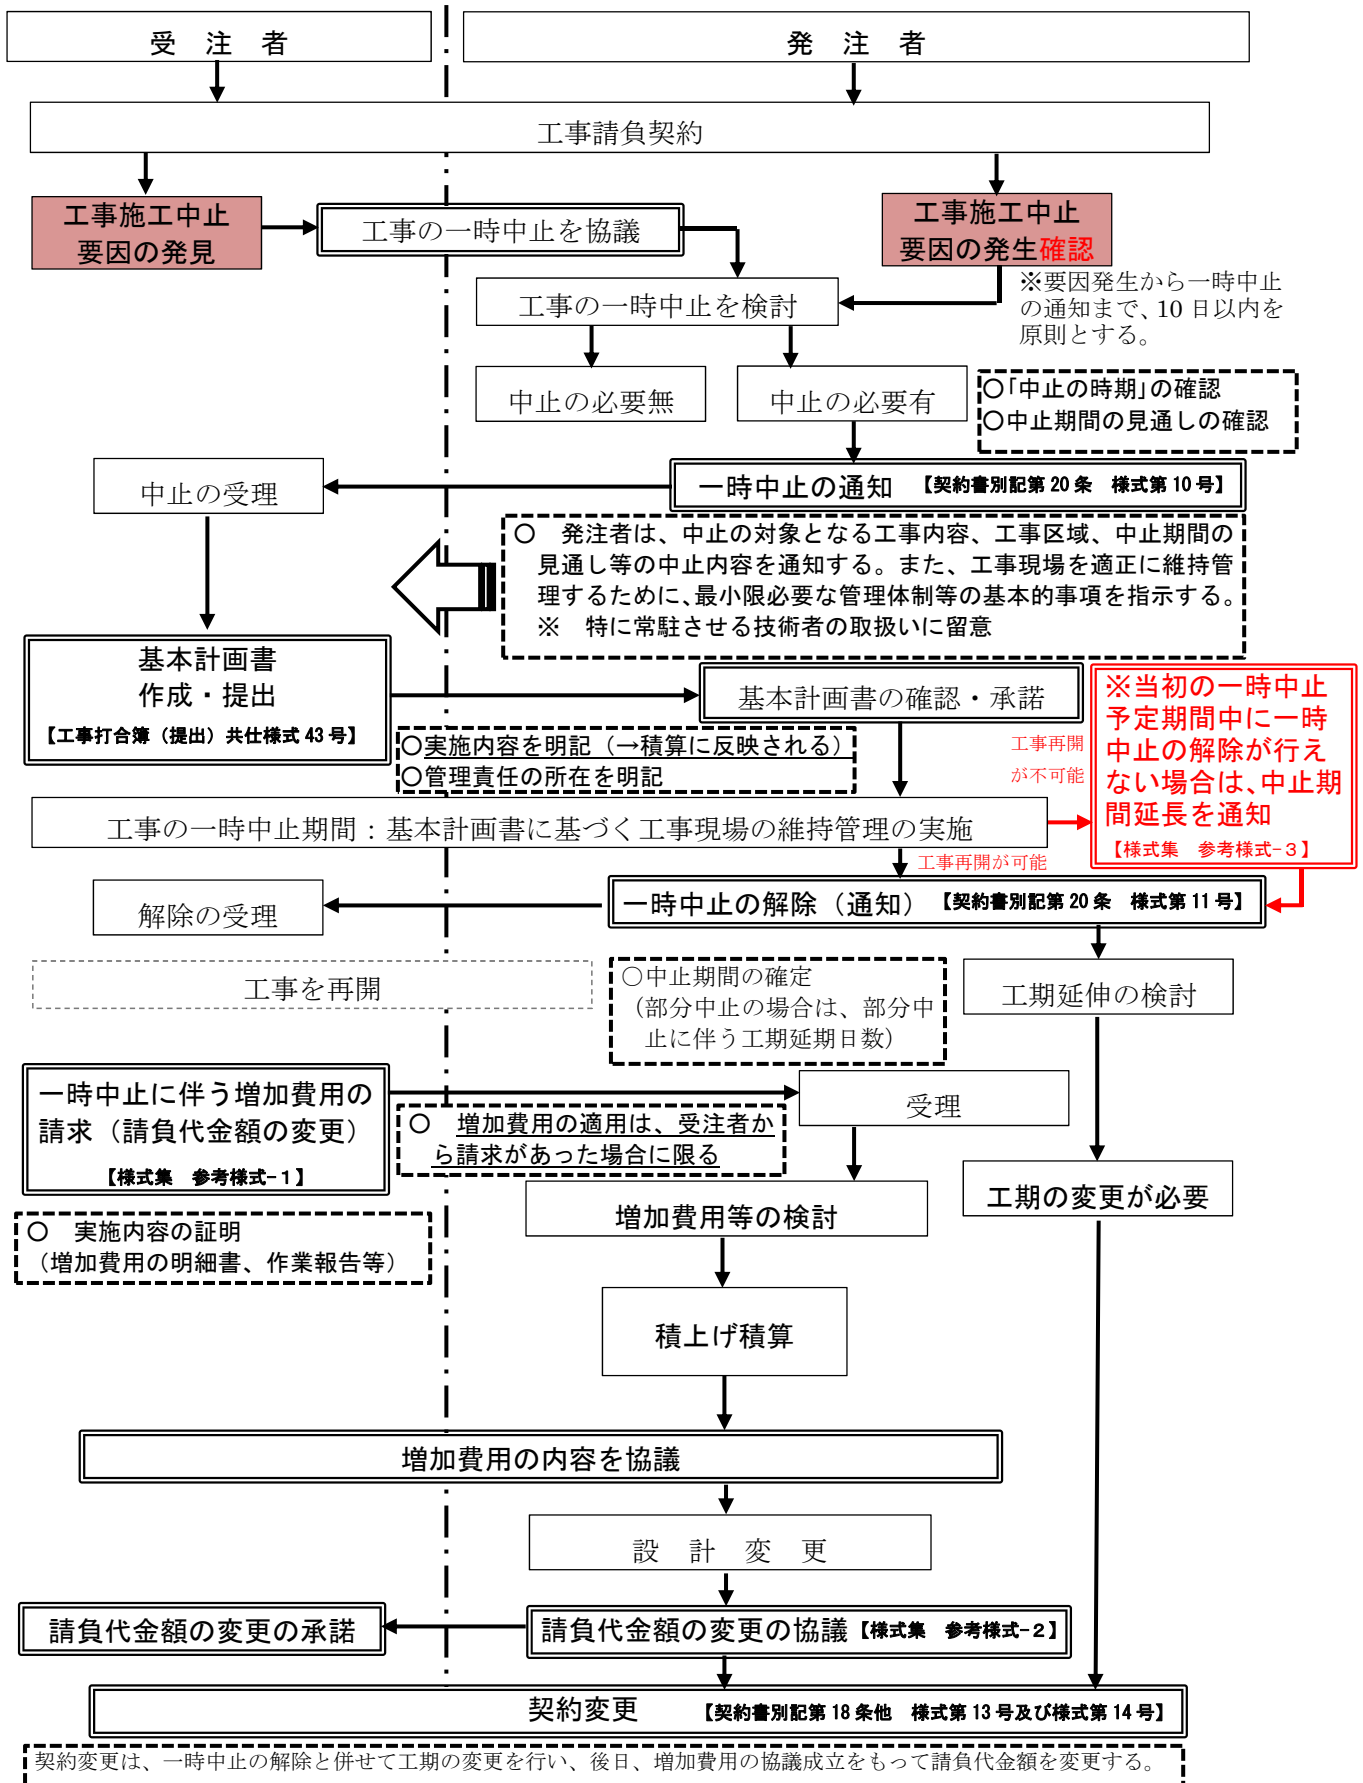 受　注　者
発　注　者
工事請負契約
工事施工中止
要因の発見
工事の一時中止を協議
工事施工中止
要因の発生確認
※要因発生から一時中止
の通知まで、10 日以内を
原則とする。
工事の一時中止を検討
中止の必要無
中止の必要有
○｢中止の時期｣の確認
○中止期間の見通しの確認
中止の受理
一時中止の通知　【契約書別記第 20 条　様式第 10 号】
○　発注者は、中止の対象となる工事内容、工事区域、中止期間の
見通し等の中止内容を通知する。また、工事現場を適正に維持管
理するために、最小限必要な管理体制等の基本的事項を指示する。
※　特に常駐させる技術者の取扱いに留意
基本計画書
作成・提出
【工事打合簿（提出）共仕様式 43 号】
基本計画書の確認・承諾
※当初の一時中止
予定期間中に一時
中止の解除が行え
ない場合は、中止期
間延長を通知
【様式集　参考様式-３】
○実施内容を明記（→積算に反映される）
○管理責任の所在を明記
工事再開
が不可能
工事の一時中止期間：基本計画書に基づく工事現場の維持管理の実施
工事再開が可能
解除の受理
一時中止の解除（通知）【契約書別記第 20 条　様式第 11 号】
工事を再開
○中止期間の確定
（部分中止の場合は、部分中
止に伴う工期延期日数）
工期延伸の検討
一時中止に伴う増加費用の
請求（請負代金額の変更）
【様式集　参考様式-１】
受理
○　増加費用の適用は、受注者か
ら請求があった場合に限る
○　実施内容の証明
（増加費用の明細書、作業報告等）
増加費用等の検討
工期の変更が必要
積上げ積算
増加費用の内容を協議
設　計　変　更
請負代金額の変更の承諾
請負代金額の変更の協議【様式集　参考様式-２】
契約変更　　【契約書別記第 18 条他　様式第 13 号及び様式第 14 号】
契約変更は、一時中止の解除と併せて工期の変更を行い、後日、増加費用の協議成立をもって請負代金額を変更する。